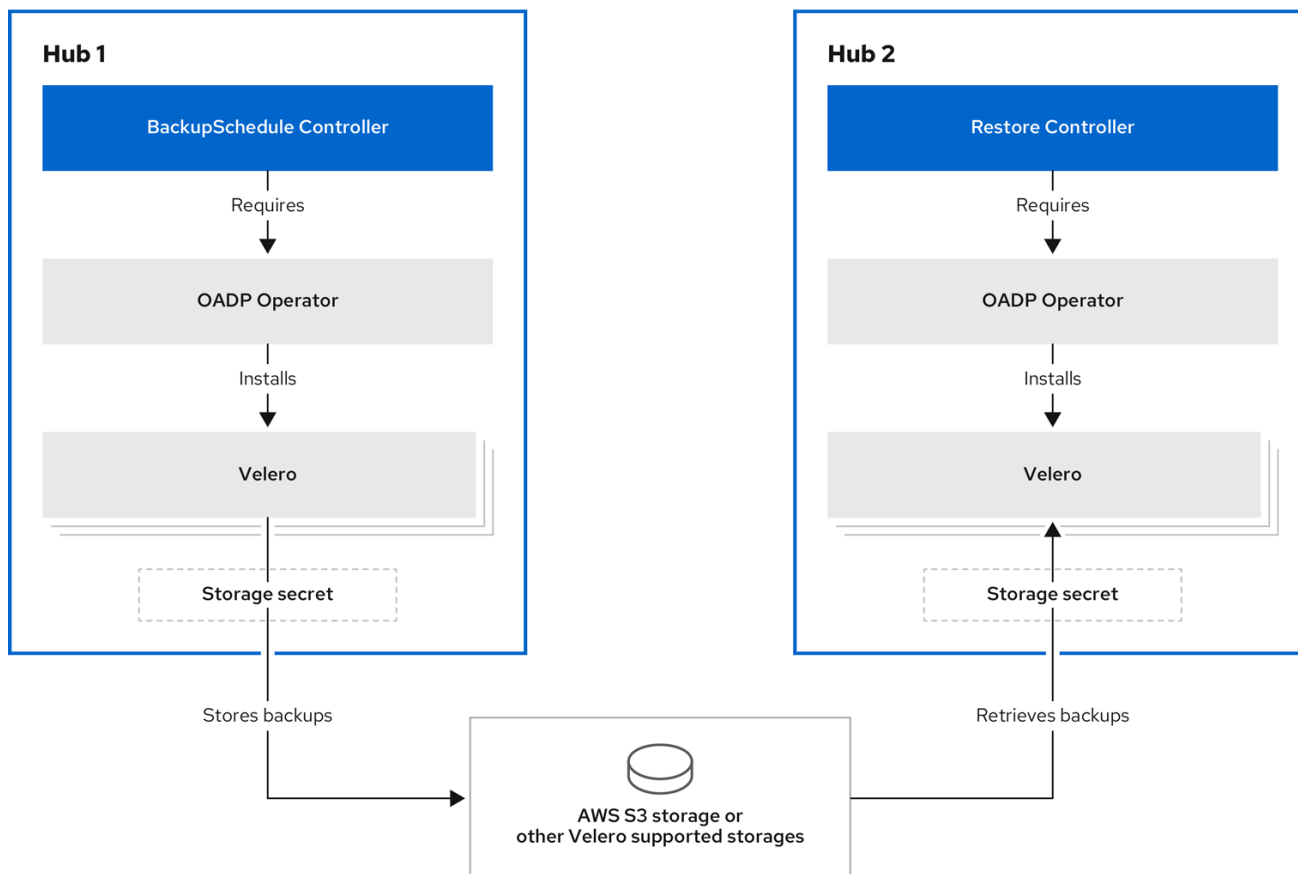 Hub 1
BackupSchedule Controller
Requires
OADP Operator
Installs
Velero
Storage secret
Stores backups
Hub 2
Restore Controller
Requires
OADP Operator
Installs
Velero
Storage secret
Retrieves backups
AWS S3 storage or
other Velero supported storages